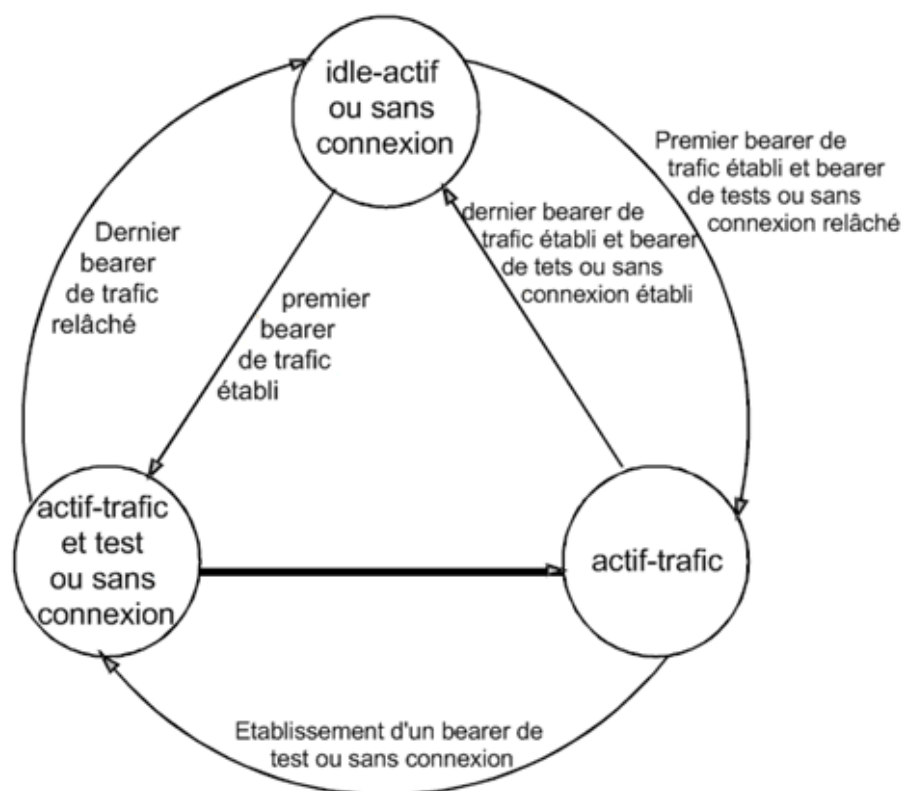 idle-actif
ou sans
connexion
Premier bearer de
trafic établi et bearer
de tests ou sans
connexion relâché
dernier bearer de
trafic établi et bearer
de tets ou sans
connexion établi
Dernier
bearer
de trafic
relâché
premier
bearer
de trafic
établi
actif-trafic
et test
ou sans
connexion
actif-trafic
Etablissement d'un bearer de
test ou sans connexion